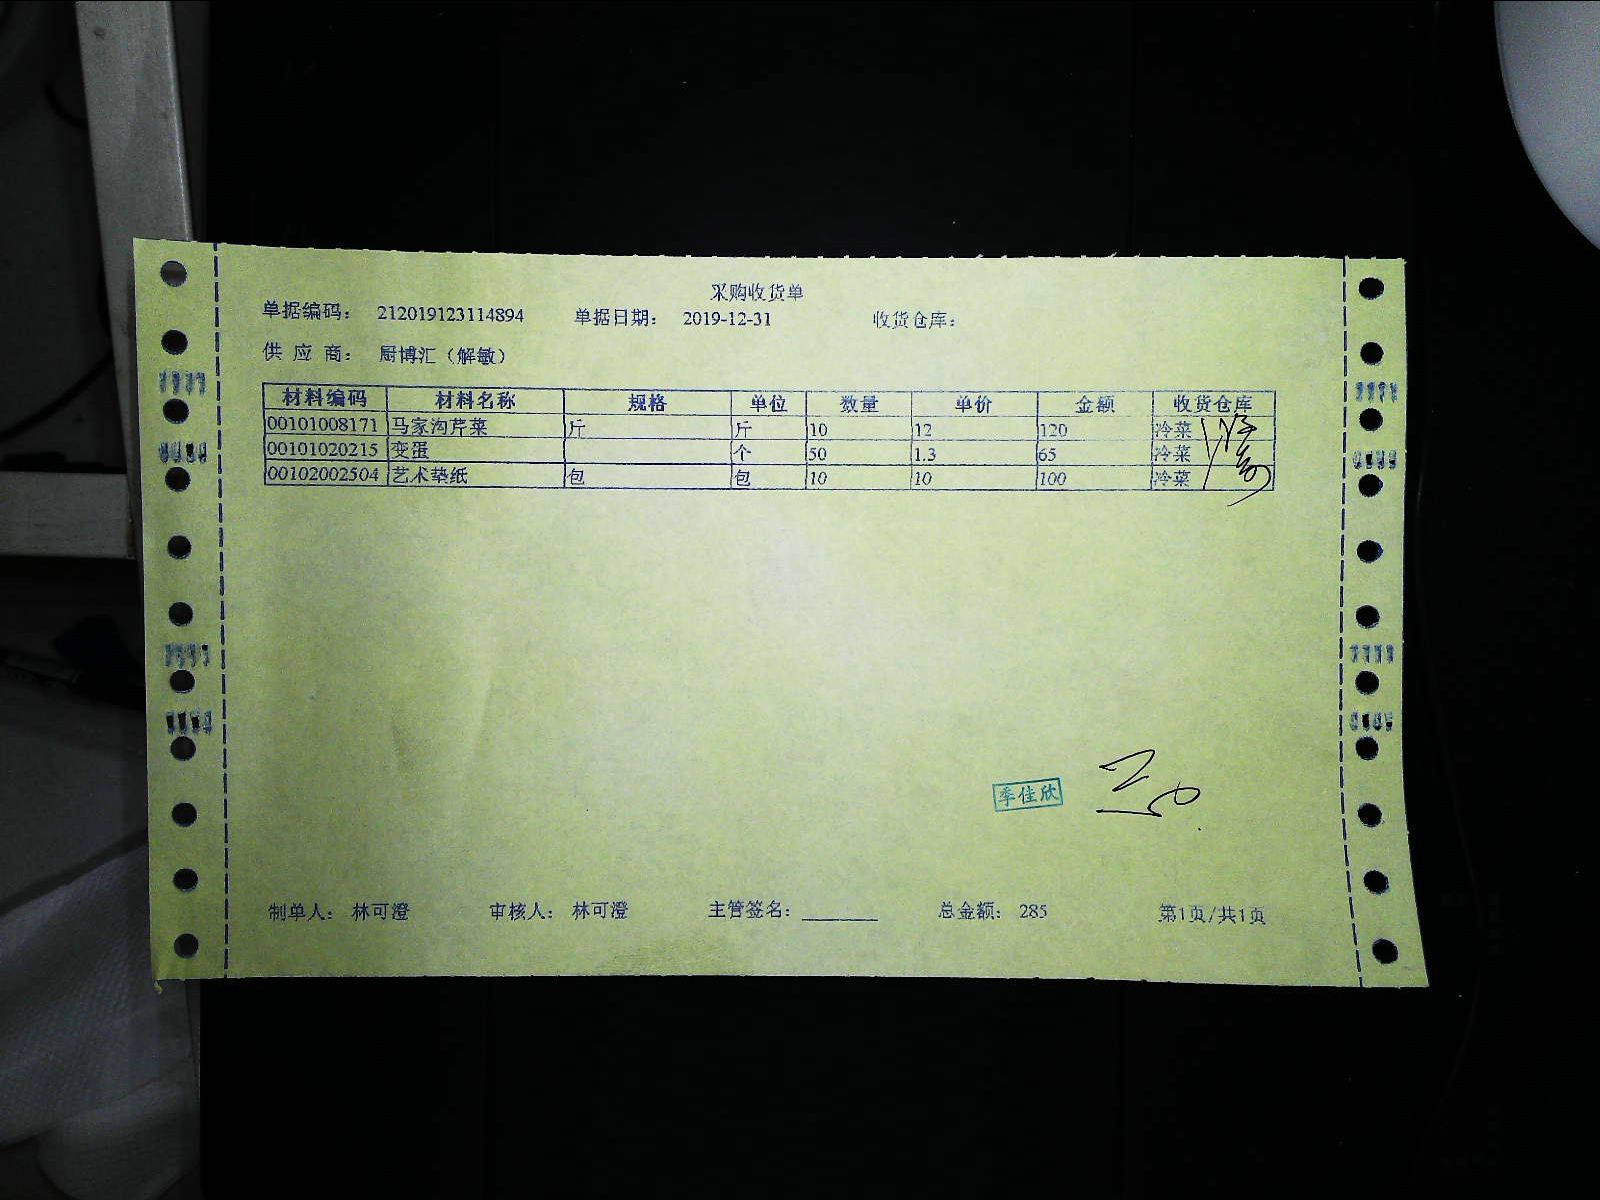 采购收货单
单据编码： 212019123114894 单据日期： 2019-12-31 收货仓库：
供 应 商： 厨博汇（解敏）
材料编码 材料名称 规格 单位 数量 单价 金额 收货仓库
00101008171 马家沟芹菜 斤 斤 10 12 120 冷菜
00101020215 变蛋 个 50 1.3 65 冷菜
00102002504 艺术垫纸 包 包 10 10 100 冷菜
季佳欣
制单人： 林可澄 审核人： 林可澄 主管签名： 总金额： 285 第1页/共1页